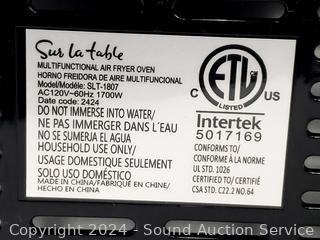 Sur la table
MULTIFUNCTIONAL AIR FRYER OVEN
HORNO FREIDORA DE AIRE MULTIFUNCIONAL
Model/Modèle: SLT-1807
AC120V~60Hz 1700W
Date code: 2424
DO NOT IMMERSE INTO WATER/
NE PAS IMMERGER DANS L'EAU
NO SE SUMERJA EL AGUA
HOUSEHOLD USE ONLY/
USAGE DOMESTIQUE SEULEMENT
SOLO USO DOMÉSTICO
MADE IN CHINA/FABRIQUÉ EN CHINE/
HECHO EN CHINA
ETL
C US
LISTED
Intertek
5017169
CONFORMS TO/
CONFORME À LA NORME
UL STD. 1026
CERTIFIED TO/ CERTIFIÉ
CSA STD. C22.2 NO.64
Copyright 2024 - South Auction Service